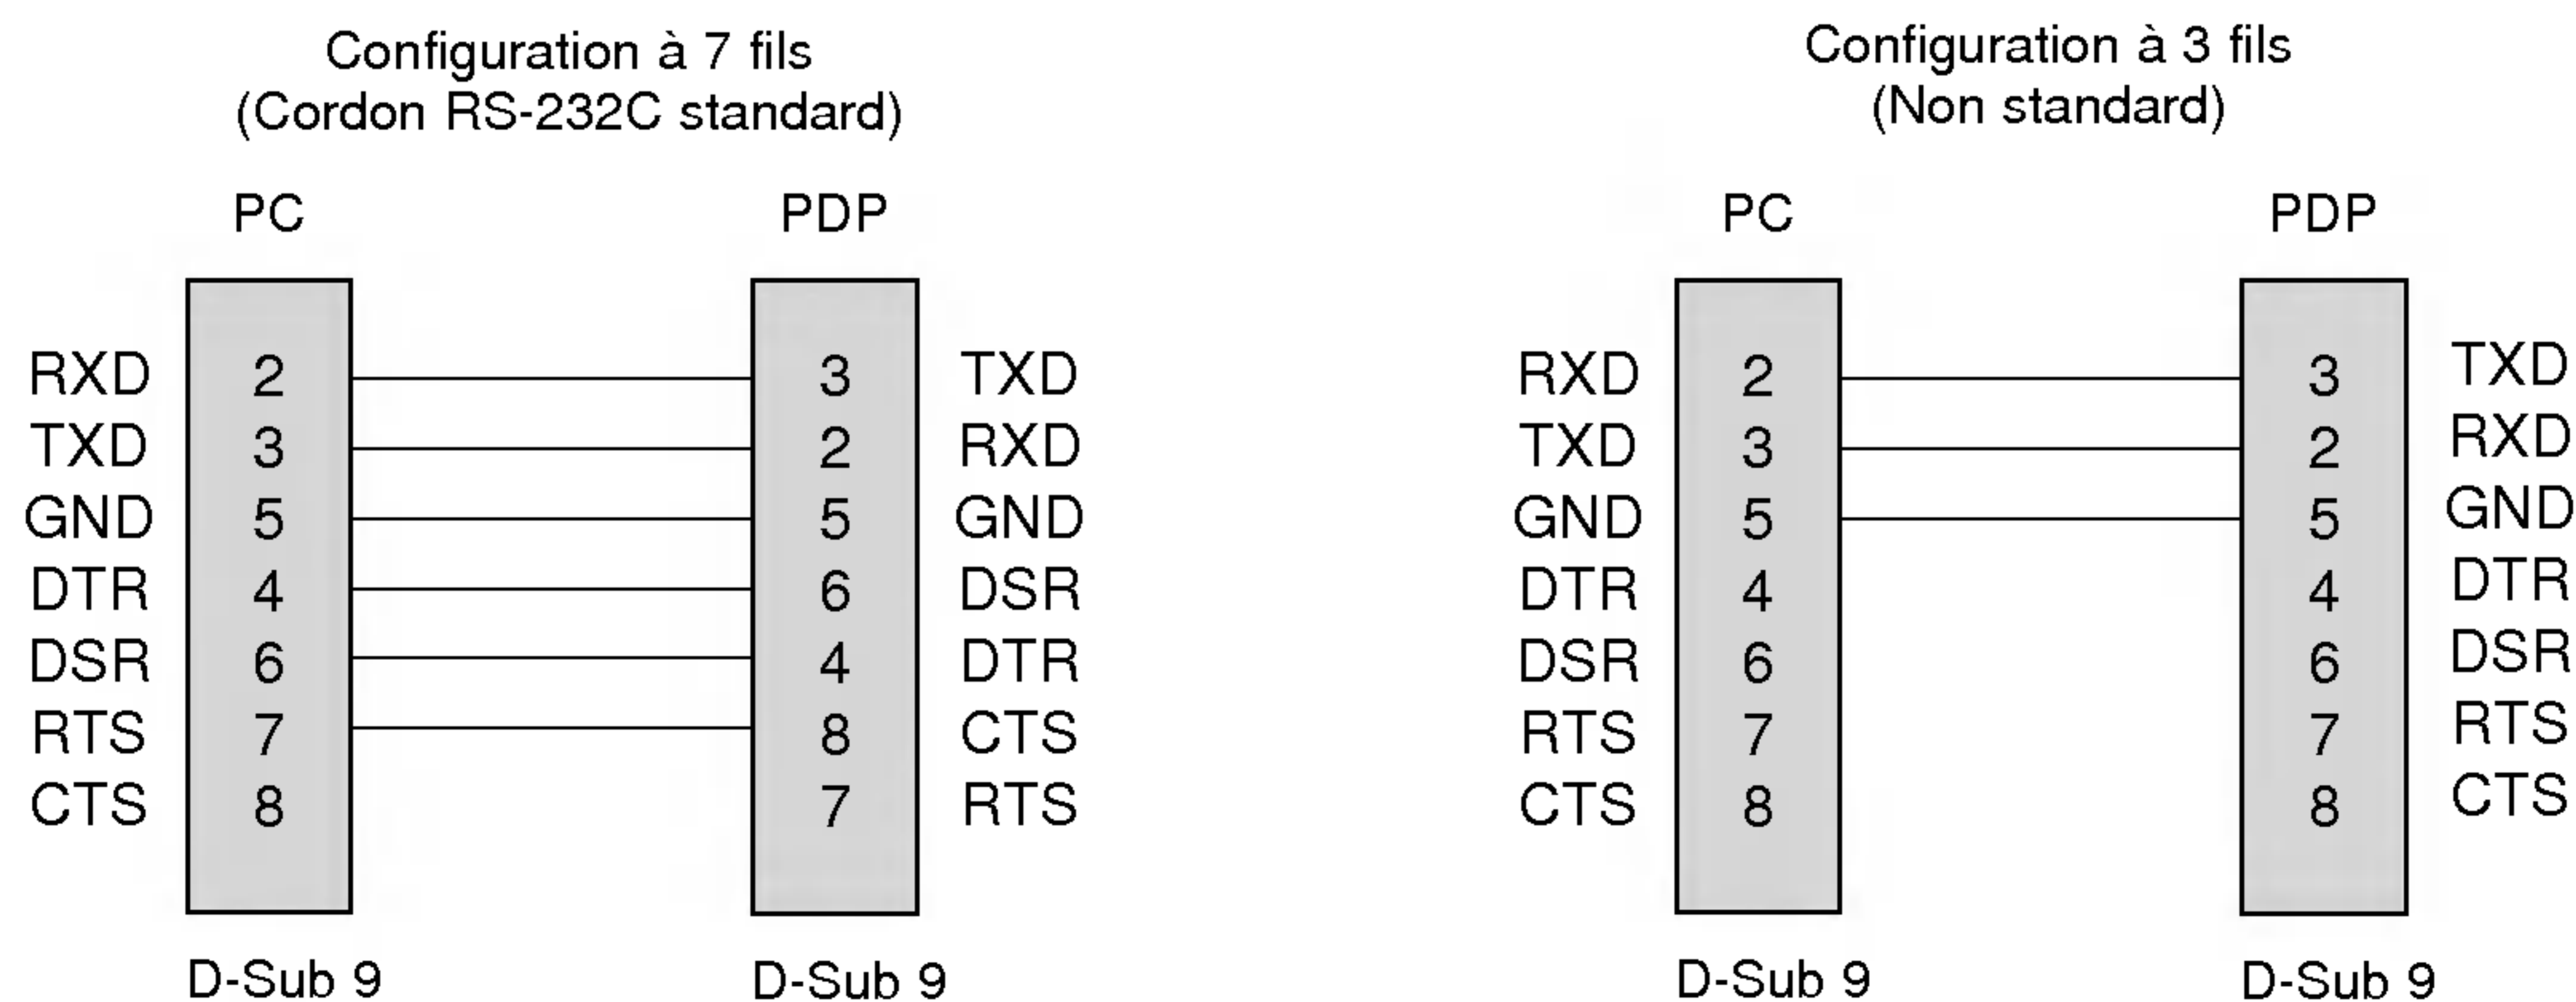 Configuration à 7 fils
(Cordon RS-232C standard)
PC PDP
RXD 2 3 TXD
TXD 3 2 RXD
GND 5 5 GND
DTR 4 6 DSR
DSR 6 4 DTR
RTS 7 8 CTS
CTS 8 7 RTS
D-Sub 9 D-Sub 9
Configuration à 3 fils
(Non standard)
PC PDP
RXD 2 3 TXD
TXD 3 2 RXD
GND 5 5 GND
DTR 4 4 DTR
DSR 6 6 DSR
RTS 7 7 RTS
CTS 8 8 CTS
D-Sub 9 D-Sub 9